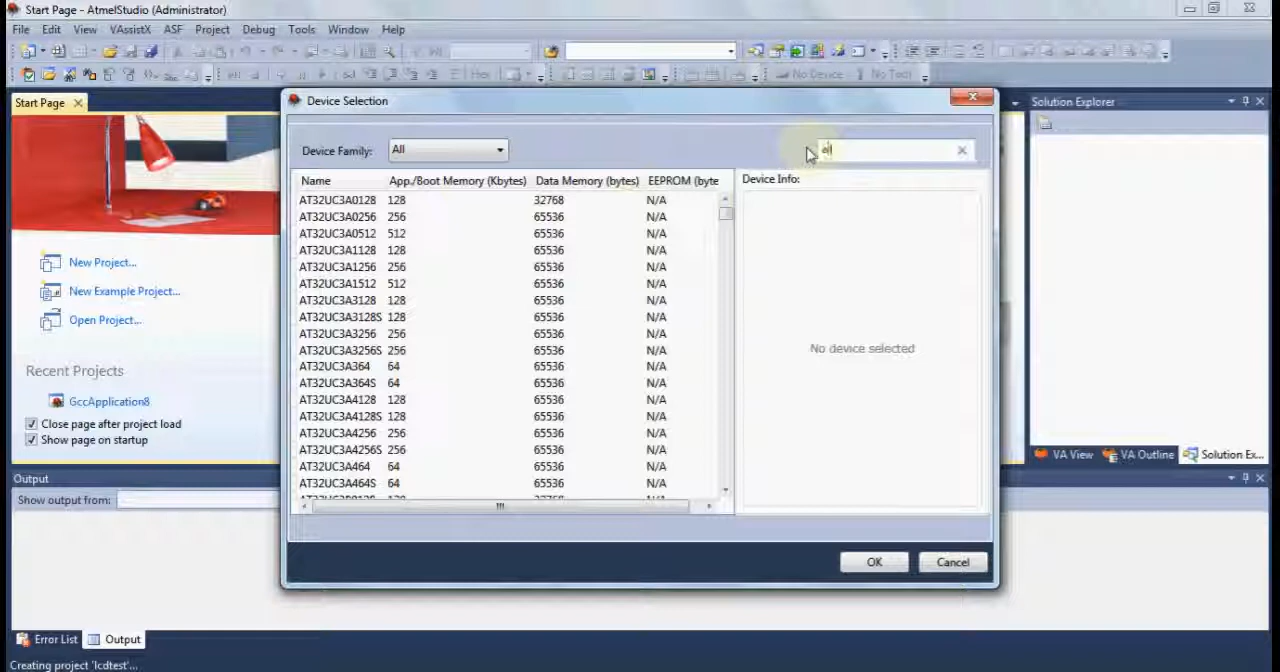 Start Page - AtmelStudio (Administrator)
File Edit View VAssistX ASF Project Debug Tools Window Help
Hex No Device No Tool
Start Page
Device Selection
Solution Explorer
Device Family: All
Name App./Boot Memory (Kbytes) Data Memory (bytes) EEPROM (byte
Device Info:
AT32UC3A0128 128 32768 N/A
AT32UC3A0256 256 65536 N/A
AT32UC3A0512 512 65536 N/A
AT32UC3A1128 128 65536 N/A
AT32UC3A1256 256 65536 N/A
AT32UC3A1512 512 65536 N/A
AT32UC3A3128 128 65536 N/A
AT32UC3A3128S 128 65536 N/A
AT32UC3A3256 256 65536 N/A
AT32UC3A3256S 256 65536 N/A
AT32UC3A364 64 65536 N/A
AT32UC3A364S 64 65536 N/A
AT32UC3A4128 128 65536 N/A
AT32UC3A4128S 128 65536 N/A
AT32UC3A4256 256 65536 N/A
AT32UC3A4256S 256 65536 N/A
AT32UC3A464 64 65536 N/A
AT32UC3A464S 64 65536 N/A
No device selected
New Project...
New Example Project...
Open Project...
Recent Projects
GccApplication8
Close page after project load
Show page on startup
VA View VA Outline Solution Ex...
Output
Show output from:
OK Cancel
Error List Output
Creating project 'lcdtest'...